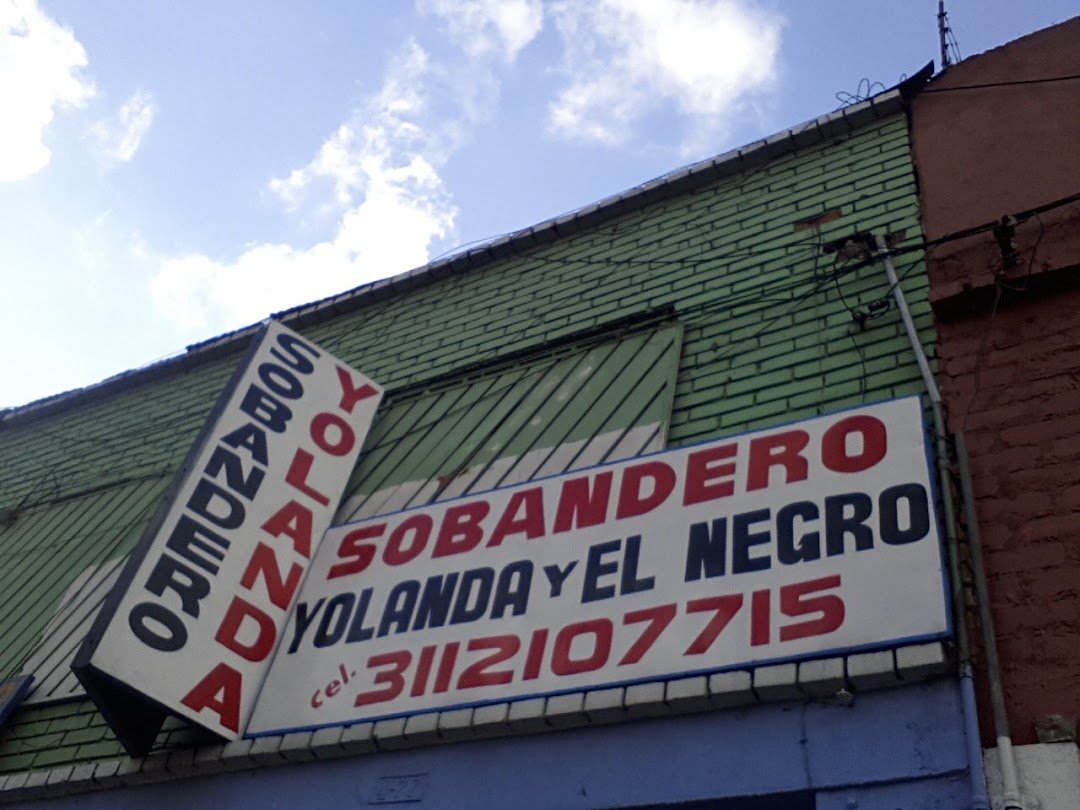 SOBANDERO
YOLANDA
SOBANDERO
YOLANDA Y EL NEGRO
cel. 3112107715